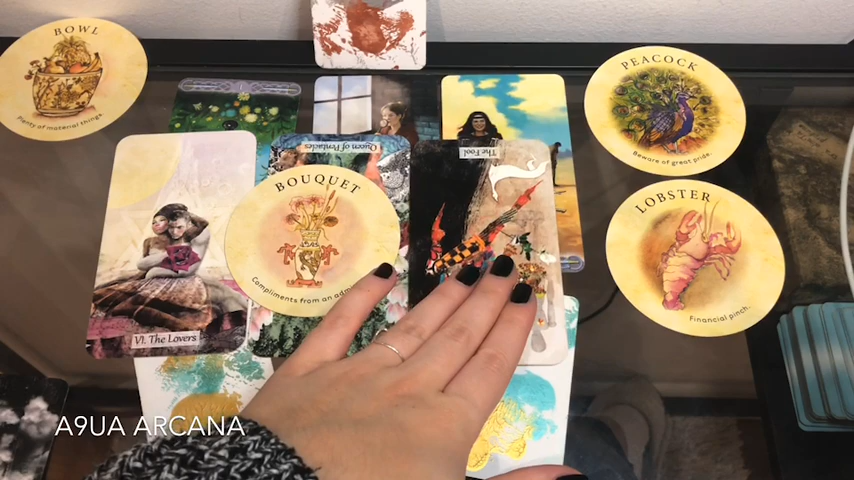 BOWL
Plenty of material things.
PEACOCK
Beware of great pride.
Queen of Pentacles
The Fool
BOUQUET
Compliments from an
LOBSTER
Financial pinch.
VI: The Lovers
A9UA ARCANA